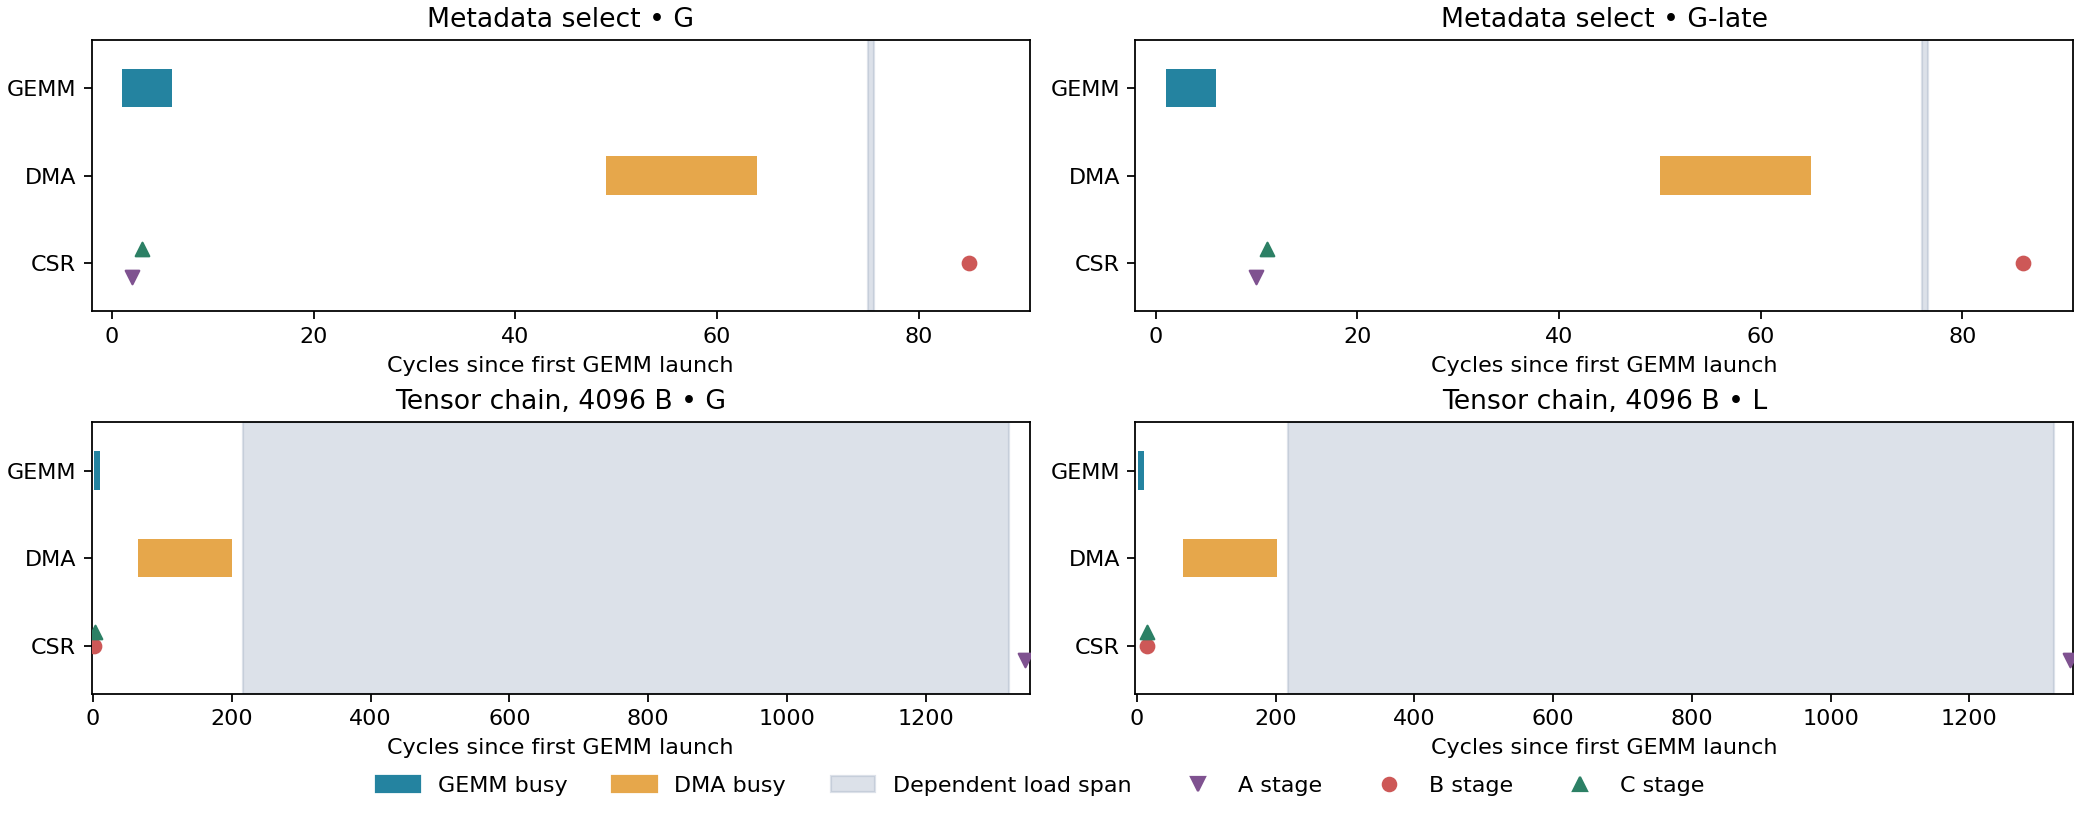 Metadata select • G
GEMM
DMA
CSR
0 20 40 60 80
Cycles since first GEMM launch
Metadata select • G-late
GEMM
DMA
CSR
0 20 40 60 80
Cycles since first GEMM launch
Tensor chain, 4096 B • G
GEMM
DMA
CSR
0 200 400 600 800 1000 1200
Cycles since first GEMM launch
Tensor chain, 4096 B • L
GEMM
DMA
CSR
0 200 400 600 800 1000 1200
Cycles since first GEMM launch
GEMM busy DMA busy Dependent load span A stage B stage C stage